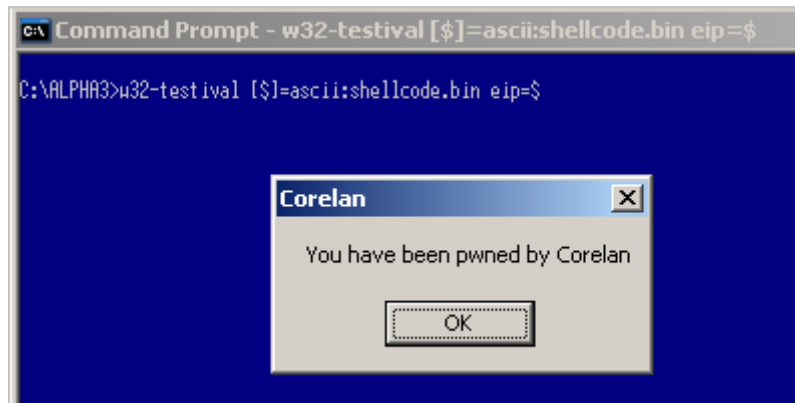 Command Prompt - w32-testival [$]=ascii:shellcode.bin eip=$
C:\ALPHA3>w32-testival [$]=ascii:shellcode.bin eip=$
Corelan
You have been pwned by Corelan
OK